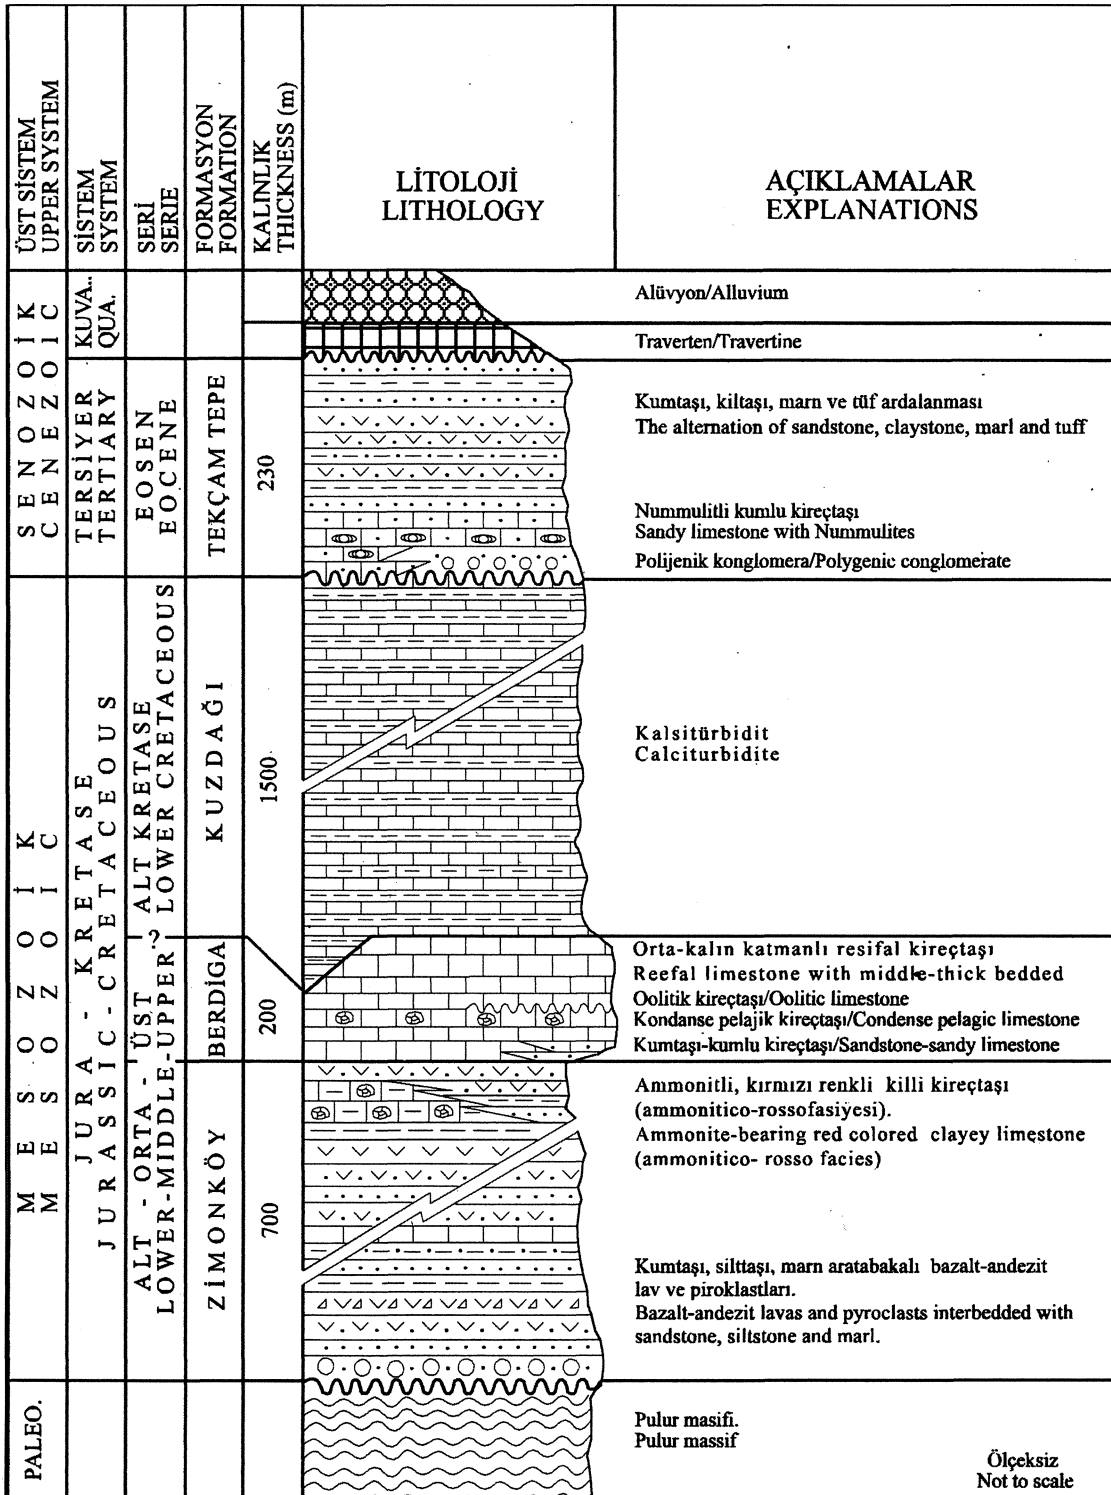 ÜST SİSTEM
UPPER SYSTEM
SİSTEM
SYSTEM
SERİ
SERIE
FORMASYON
FORMATION
KALINLIK
THICKNESS (m)
LİTOLOJİ
LITHOLOGY
AÇIKLAMALAR
EXPLANATIONS
SENOZOİK
CENEZOIC
KUVA..
QUA.
Alüvyon/Alluvium
Traverten/Travertine
TERSİYER
TERTIARY
EOSEN
EOCENE
TEKÇAM TEPE
230
Kumtaşı, kiltaşı, marn ve tüf ardalanması
The alternation of sandstone, claystone, marl and tuff
Nummulitli kumlu kireçtaşı
Sandy limestone with Nummulites
Polijenik konglomera/Polygenic conglomerate
MESOZOİK
MESOZOIC
JURA - KRETASE
JURASSIC - CRETACEOUS
ALT KRETASE
LOWER CRETACEOUS
KUZDAĞI
1500
Kalsitürbidit
Calciturbidite
?
ALT - ORTA - ÜST
LOWER-MIDDLE-UPPER
BERDİGA
200
Orta-kalın katmanlı resifal kireçtaşı
Reefal limestone with middle-thick bedded
Oolitik kireçtaşı/Oolitic limestone
Kondanse pelajik kireçtaşı/Condense pelagic limestone
Kumtaşı-kumlu kireçtaşı/Sandstone-sandy limestone
ZİMONKÖY
700
Ammonitli, kırmızı renkli killi kireçtaşı
(ammonitico-rossofasiyesi).
Ammonite-bearing red colored clayey limestone
(ammonitico- rosso facies)
Kumtaşı, silttaşı, marn aratabakalı bazalt-andezit
lav ve piroklastları.
Bazalt-andezit lavas and pyroclasts interbedded with
sandstone, siltstone and marl.
PALEO.
Pulur masifi.
Pulur massif
Ölçeksiz
Not to scale